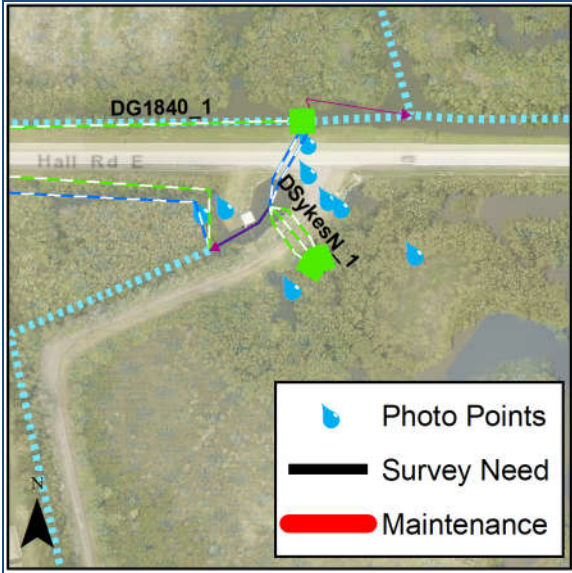 DG1840_1
Hall Rd E
DSykesN_1
Photo Points
Survey Need
Maintenance
N